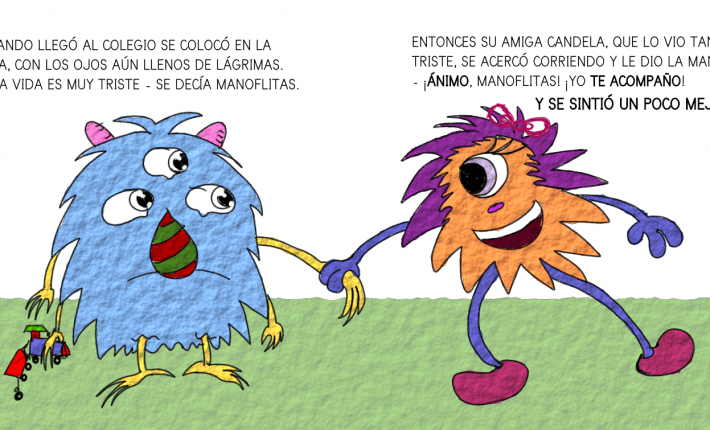 ANDO LLEGÓ AL COLEGIO SE COLOCÓ EN LA
A, CON LOS OJOS AÚN LLENOS DE LÁGRIMAS.
A VIDA ES MUY TRISTE - SE DECÍA MANOFLITAS.
ENTONCES SU AMIGA CANDELA, QUE LO VIO TAN
TRISTE, SE ACERCÓ CORRIENDO Y LE DIO LA MAN
- ¡ÁNIMO, MANOFLITAS! ¡YO TE ACOMPAÑO!
Y SE SINTIÓ UN POCO MEJ